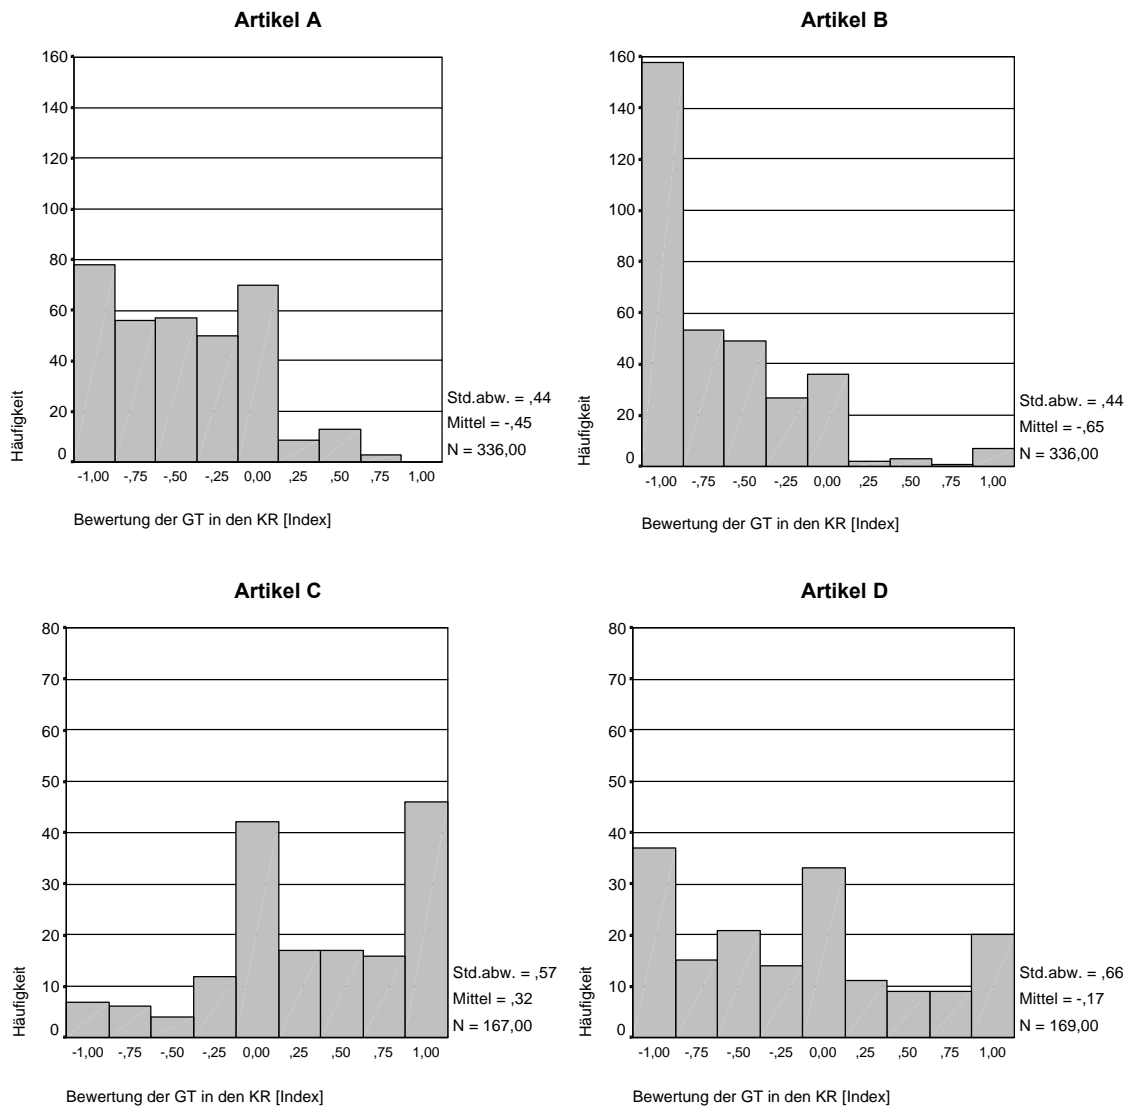 Artikel A
160
140
120
100
80
60
40
20
0
Häufigkeit
-1,00 -,75 -,50 -,25 0,00 ,25 ,50 ,75 1,00
Bewertung der GT in den KR [Index]
Std.abw. = ,44
Mittel = -,45
N = 336,00
Artikel B
160
140
120
100
80
60
40
20
0
Häufigkeit
-1,00 -,75 -,50 -,25 0,00 ,25 ,50 ,75 1,00
Bewertung der GT in den KR [Index]
Std.abw. = ,44
Mittel = -,65
N = 336,00
Artikel C
80
70
60
50
40
30
20
10
0
Häufigkeit
-1,00 -,75 -,50 -,25 0,00 ,25 ,50 ,75 1,00
Bewertung der GT in den KR [Index]
Std.abw. = ,57
Mittel = ,32
N = 167,00
Artikel D
80
70
60
50
40
30
20
10
0
Häufigkeit
-1,00 -,75 -,50 -,25 0,00 ,25 ,50 ,75 1,00
Bewertung der GT in den KR [Index]
Std.abw. = ,66
Mittel = -,17
N = 169,00